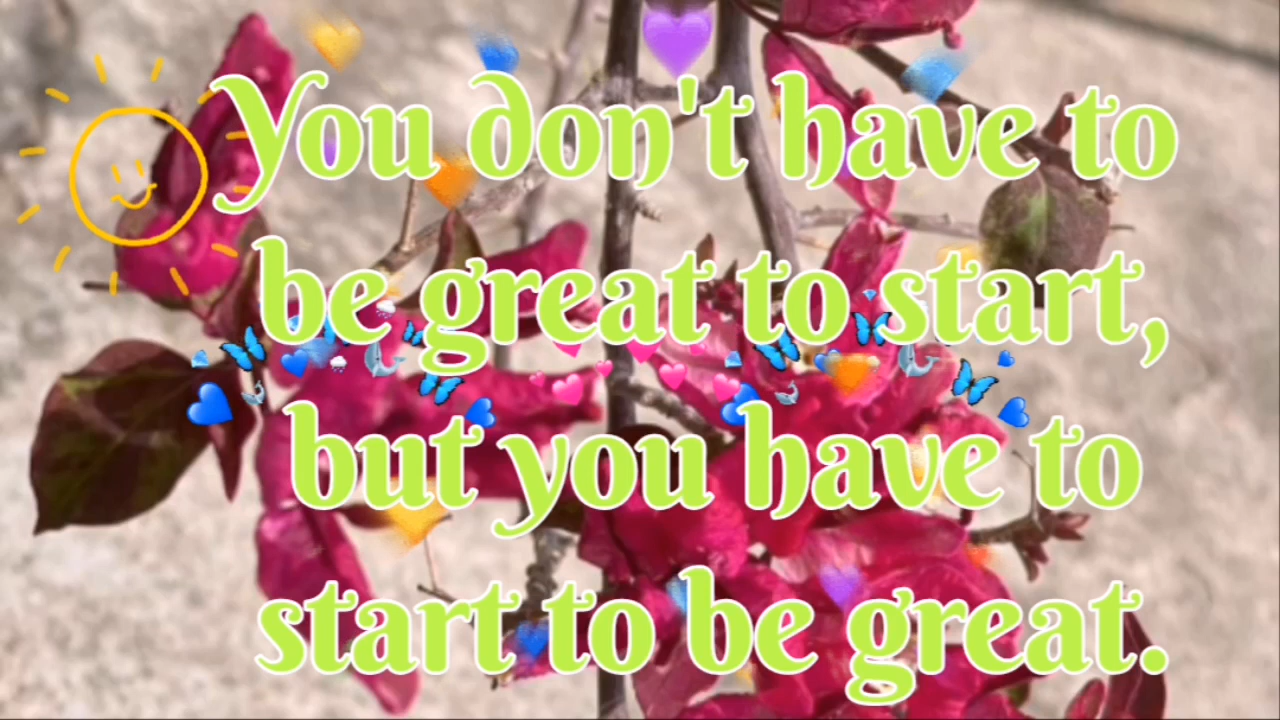 You don't have to
be great to start,
but you have to
start to be great.